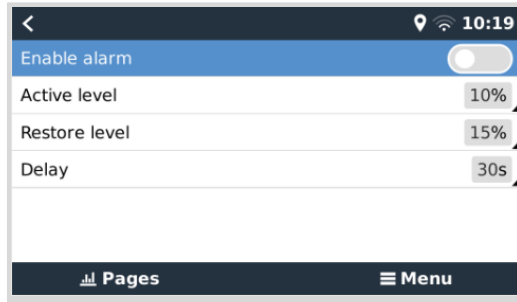 10:19
Enable alarm
Active level 10%
Restore level 15%
Delay 30s
Pages Menu